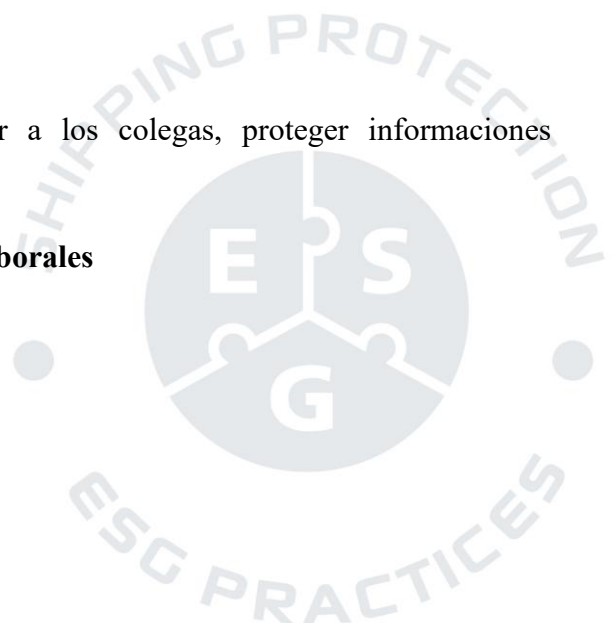 SHIPPING PROTECTION
r a los colegas, proteger informaciones
borales
E S
G
ESG PRACTICES